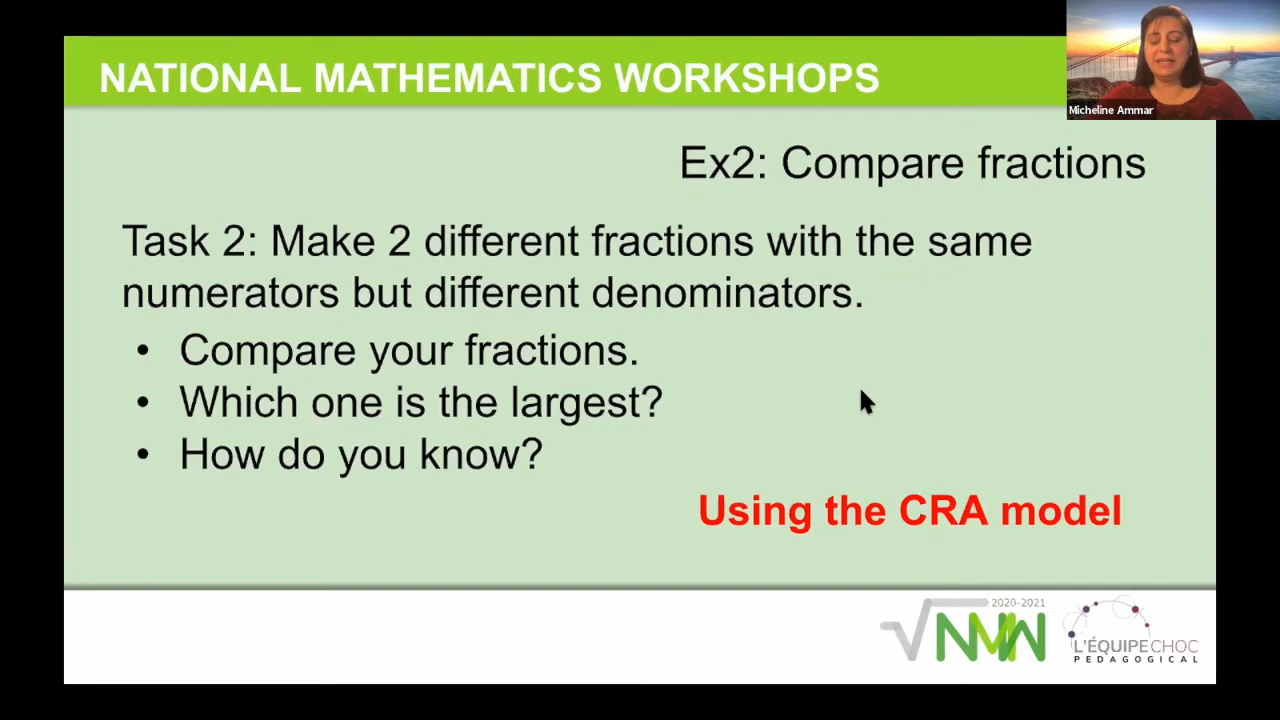 NATIONAL MATHEMATICS WORKSHOPS
Micheline Ammar
Ex2: Compare fractions
Task 2: Make 2 different fractions with the same
numerators but different denominators.
• Compare your fractions.
• Which one is the largest?
• How do you know?
Using the CRA model
2020-2021
√NMW
L'ÉQUIPECHOC
PEDAGOGICAL